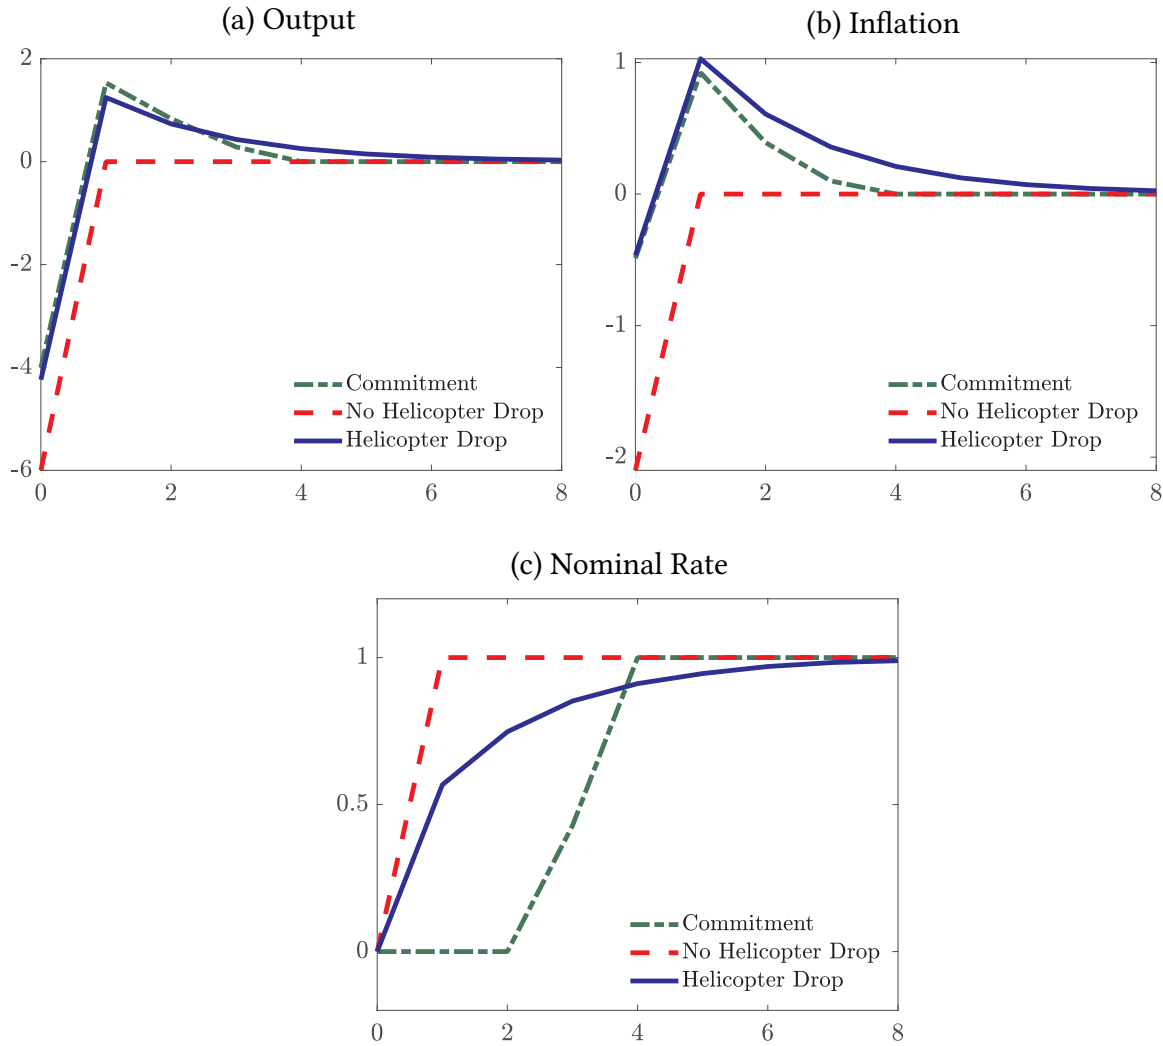 (a) Output
(b) Inflation
2
0
-2
-4
-6
0 2 4 6 8
Commitment
No Helicopter Drop
Helicopter Drop
1
0
-1
-2
0 2 4 6 8
Commitment
No Helicopter Drop
Helicopter Drop
(c) Nominal Rate
1
0.5
0
0 2 4 6 8
Commitment
No Helicopter Drop
Helicopter Drop